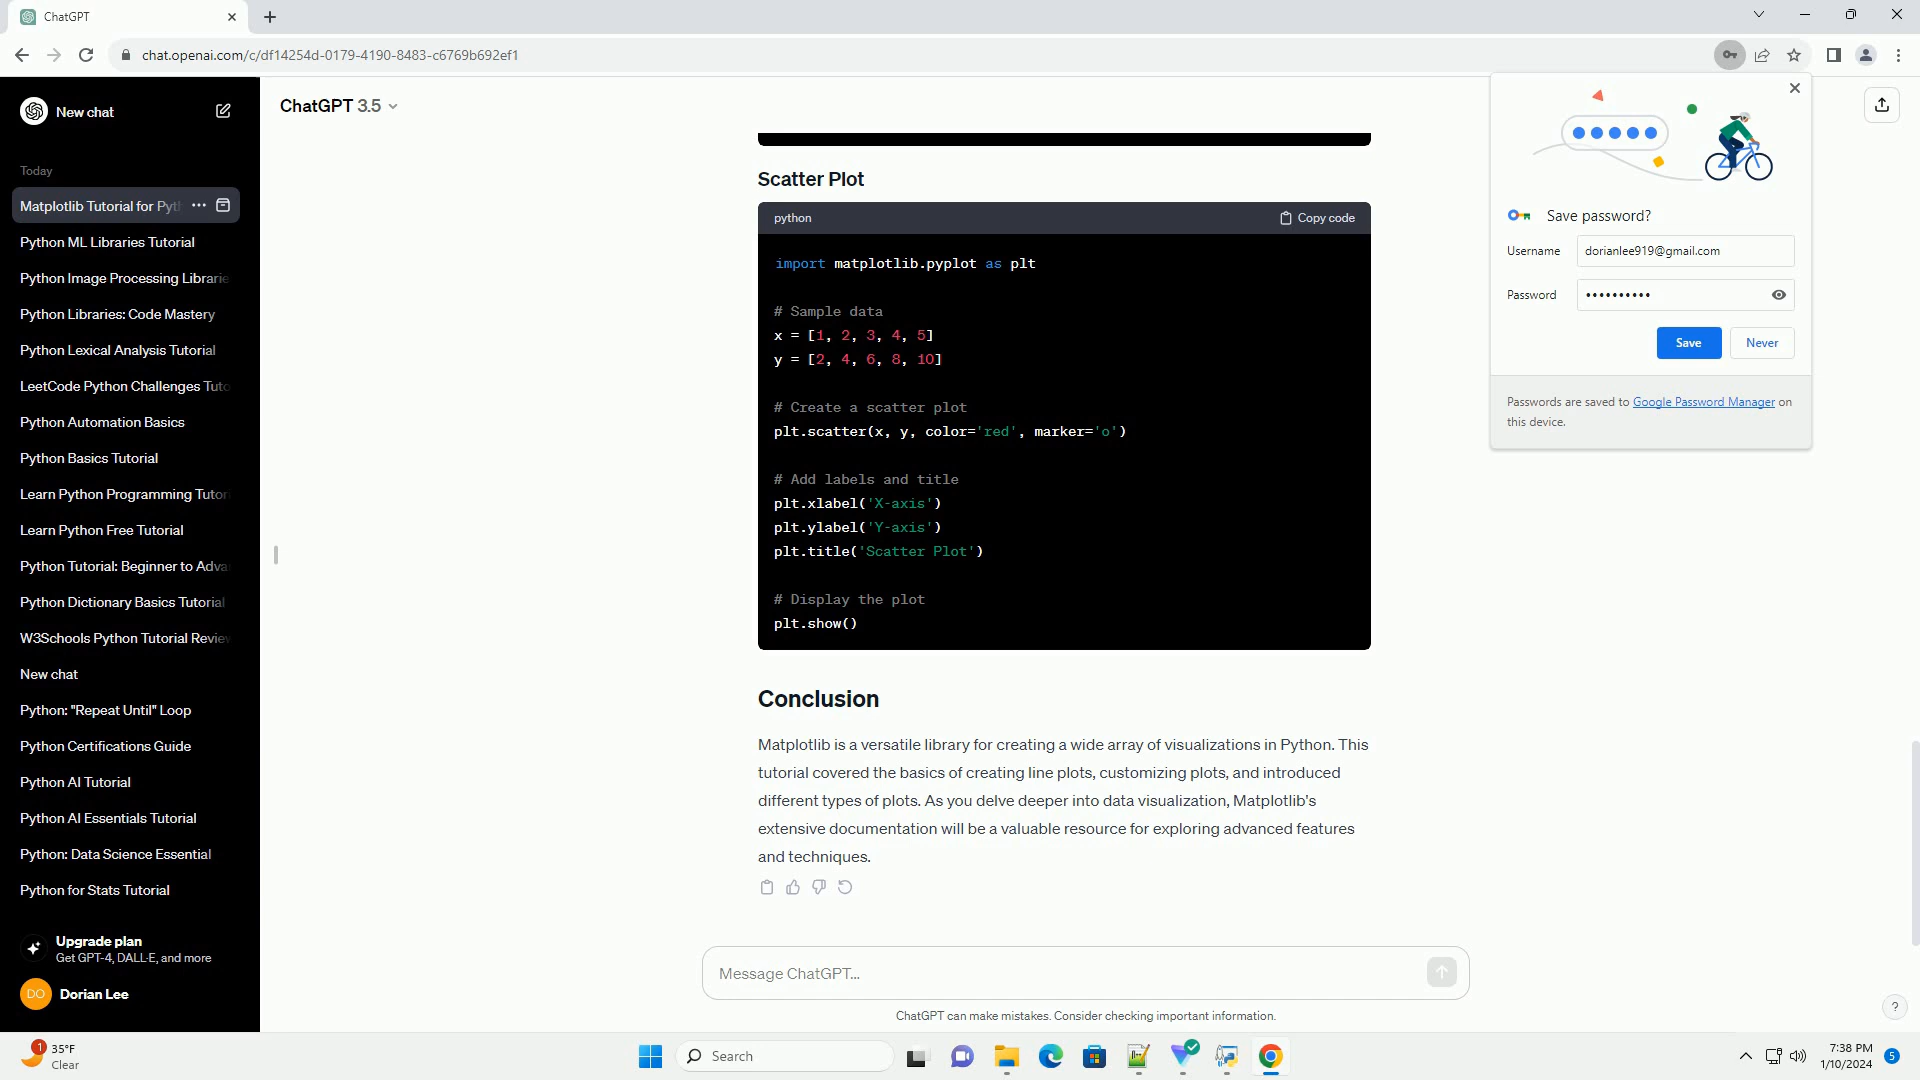 ChatGPT
chat.openai.com/c/df14254d-0179-4190-8483-c6769b692ef1
New chat
Today
Matplotlib Tutorial for Pyth
Python ML Libraries Tutorial
Python Image Processing Librarie
Python Libraries: Code Mastery
Python Lexical Analysis Tutorial
LeetCode Python Challenges Tuto
Python Automation Basics
Python Basics Tutorial
Learn Python Programming Tutori
Learn Python Free Tutorial
Python Tutorial: Beginner to Adva
Python Dictionary Basics Tutorial
W3Schools Python Tutorial Review
New chat
Python: "Repeat Until" Loop
Python Certifications Guide
Python AI Tutorial
Python AI Essentials Tutorial
Python: Data Science Essential
Python for Stats Tutorial
Upgrade plan
Get GPT-4, DALL·E, and more
DO Dorian Lee
ChatGPT 3.5
Scatter Plot
python Copy code
import matplotlib.pyplot as plt
# Sample data
x = [1, 2, 3, 4, 5]
y = [2, 4, 6, 8, 10]
# Create a scatter plot
plt.scatter(x, y, color='red', marker='o')
# Add labels and title
plt.xlabel('X-axis')
plt.ylabel('Y-axis')
plt.title('Scatter Plot')
# Display the plot
plt.show()
Conclusion
Matplotlib is a versatile library for creating a wide array of visualizations in Python. This
tutorial covered the basics of creating line plots, customizing plots, and introduced
different types of plots. As you delve deeper into data visualization, Matplotlib's
extensive documentation will be a valuable resource for exploring advanced features
and techniques.
Message ChatGPT...
ChatGPT can make mistakes. Consider checking important information.
Save password?
Username dorianlee919@gmail.com
Password ••••••••••
Save Never
Passwords are saved to Google Password Manager on
this device.
?
1
35°F
Clear
Search
7:38 PM
1/10/2024
5